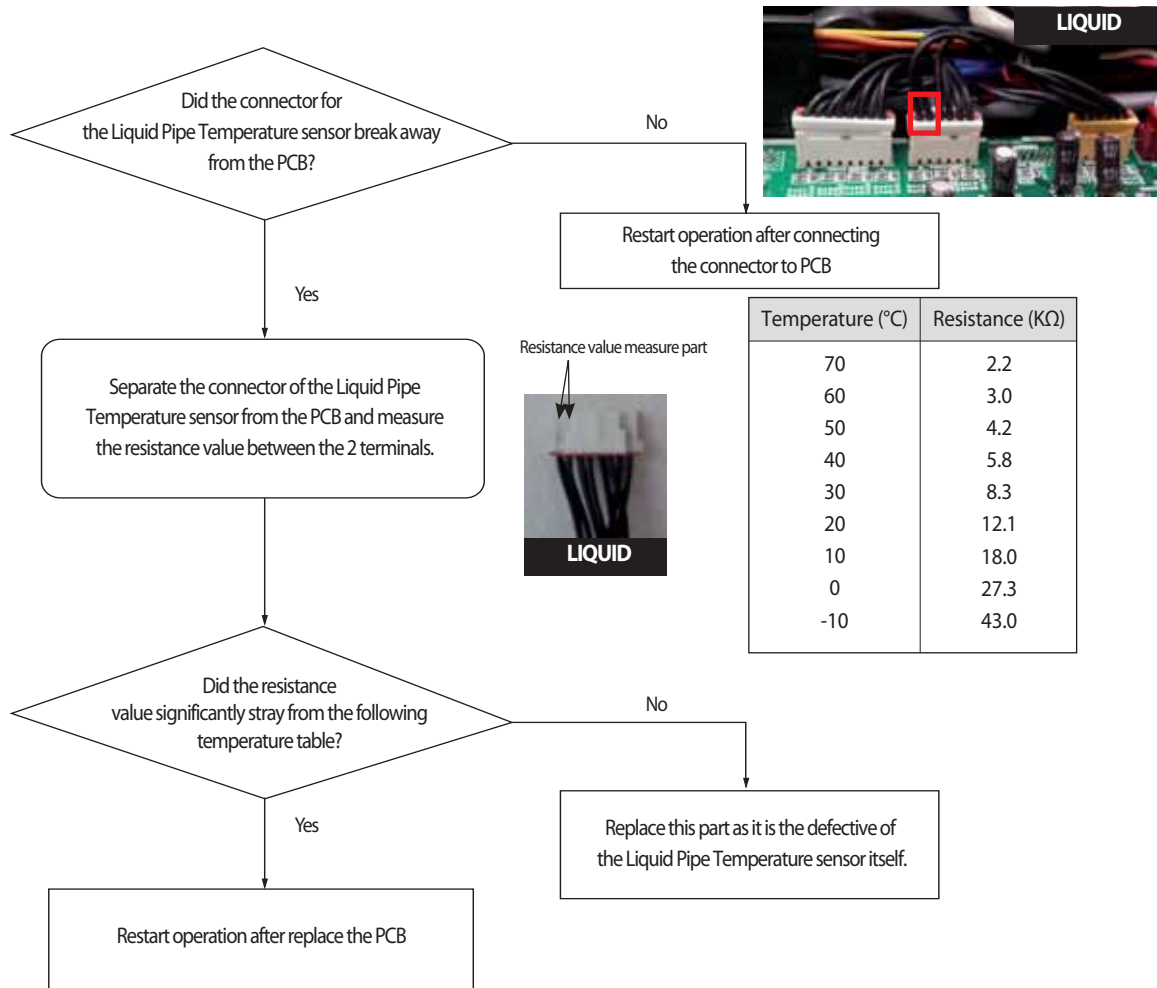 LIQUID
Did the connector for
the Liquid Pipe Temperature sensor break away
from the PCB?
No
Restart operation after connecting
the connector to PCB
Yes
Separate the connector of the Liquid Pipe
Temperature sensor from the PCB and measure
the resistance value between the 2 terminals.
Resistance value measure part
LIQUID
Temperature (°C) Resistance (KΩ)
70 2.2
60 3.0
50 4.2
40 5.8
30 8.3
20 12.1
10 18.0
0 27.3
-10 43.0
Did the resistance
value significantly stray from the following
temperature table?
No
Replace this part as it is the defective of
the Liquid Pipe Temperature sensor itself.
Yes
Restart operation after replace the PCB